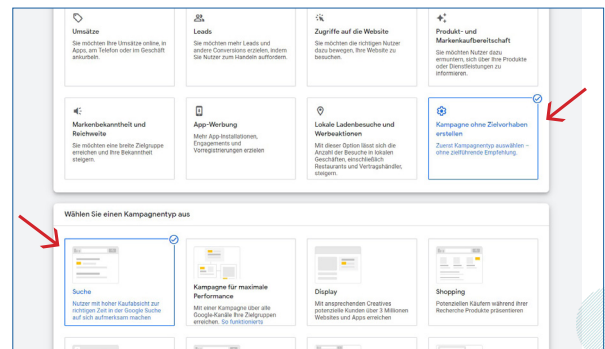 Umsätze
Sie möchten Ihre Umsätze online, in
Apps, am Telefon oder im Geschäft
ankurbeln.
Leads
Sie möchten mehr Leads und
andere Conversions erzielen, indem
Sie Nutzer zum Handeln auffordern.
Zugriffe auf die Website
Sie möchten die richtigen Nutzer
dazu bewegen, Ihre Website zu
besuchen.
Produkt- und
Markenkaufbereitschaft
Sie möchten Nutzer dazu
ermuntern, sich über Ihre Produkte
oder Dienstleistungen zu
informieren.
Markenbekanntheit und
Reichweite
Sie möchten eine breite Zielgruppe
erreichen und Ihre Bekanntheit
steigern.
App-Werbung
Mehr App-Installationen,
Engagements und
Vorregistrierungen erzielen
Lokale Ladenbesuche und
Werbeaktionen
Mit dieser Option lässt sich die
Anzahl der Besuche in lokalen
Geschäften, einschließlich
Restaurants und Vertragshändler,
steigern.
Kampagne ohne Zielvorhaben
erstellen
Zuerst Kampagnentyp auswählen –
ohne zielführende Empfehlung.
Wählen Sie einen Kampagnentyp aus
Suche
Nutzer mit hoher Kaufabsicht zur
richtigen Zeit in der Google Suche
auf sich aufmerksam machen
Kampagne für maximale
Performance
Mit einer Kampagne über alle
Google-Kanäle Ihre Zielgruppen
erreichen. So funktionierts
Display
Mit ansprechenden Creatives
potenzielle Kunden über 3 Millionen
Websites und Apps erreichen
Shopping
Potenziellen Käufern während ihrer
Recherche Produkte präsentieren